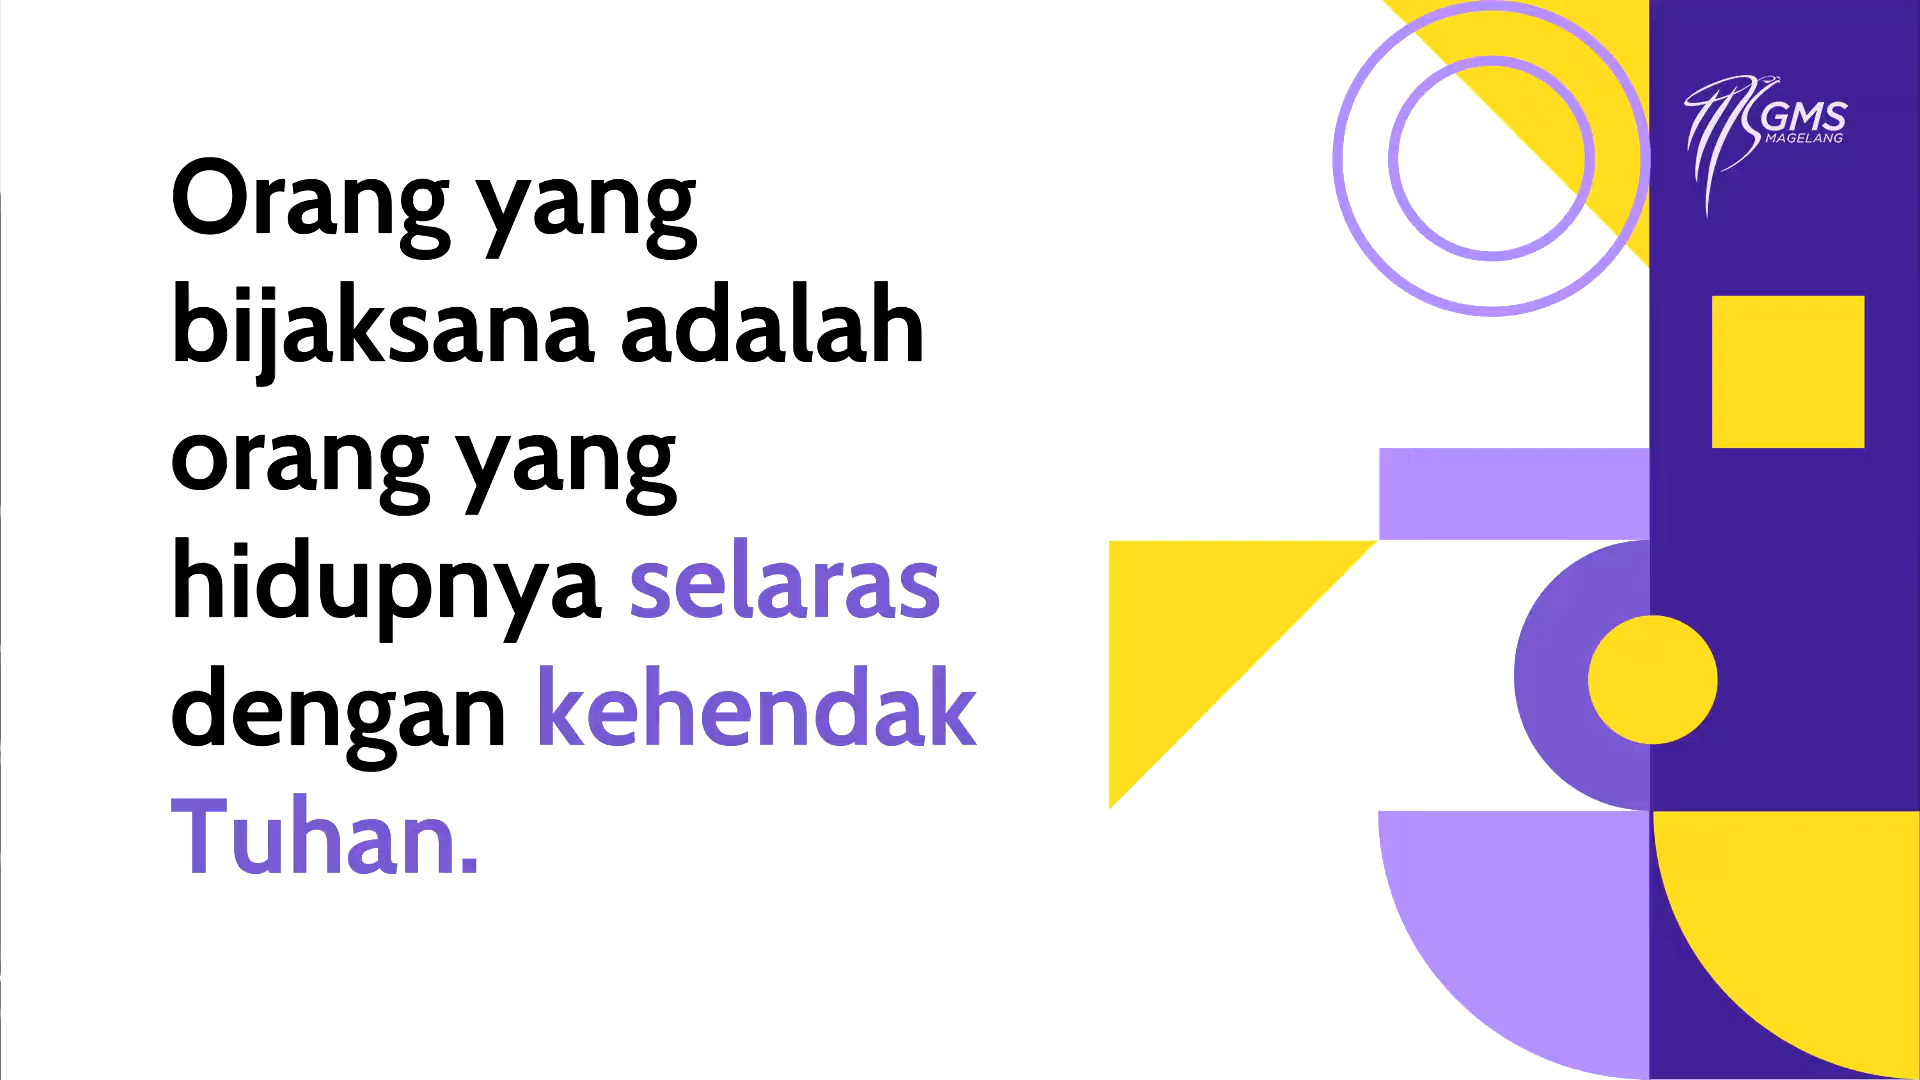 Orang yang
bijaksana adalah
orang yang
hidupnya selaras
dengan kehendak
Tuhan.
GMS
MAGELANG